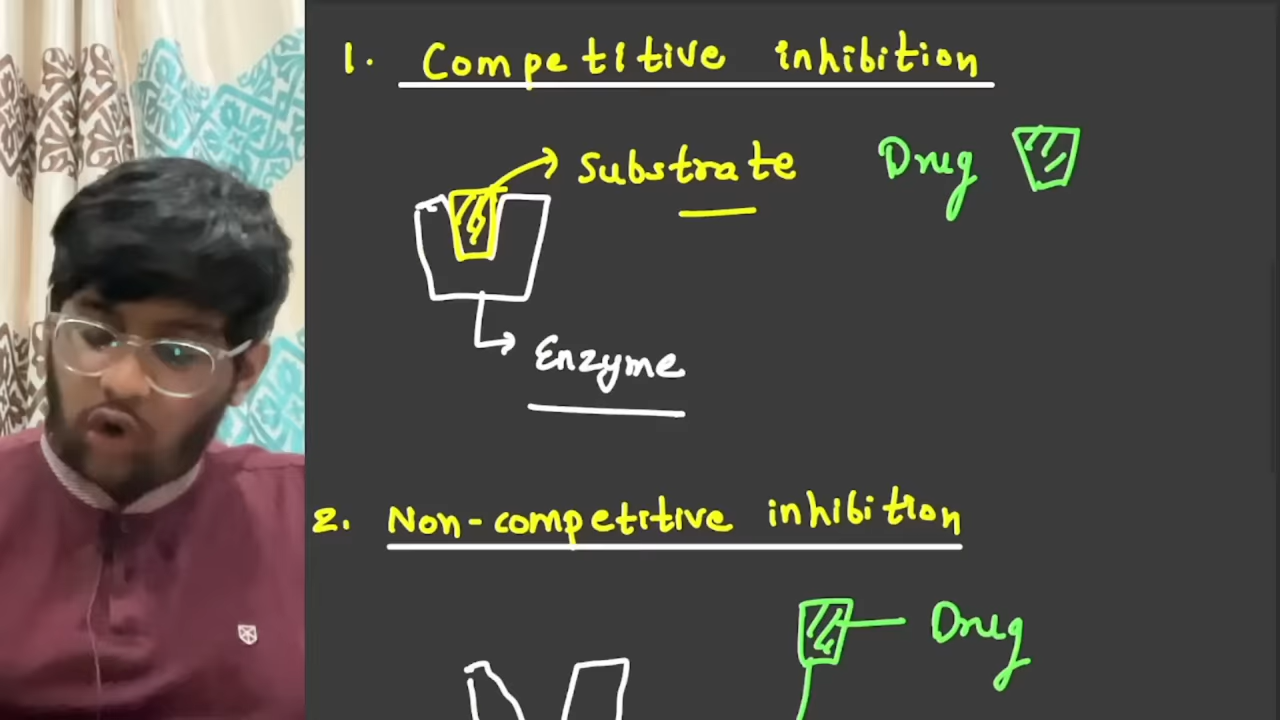 1. Competitive inhibition
Substrate Drug
Enzyme
2. Non-competitive inhibition
Drug